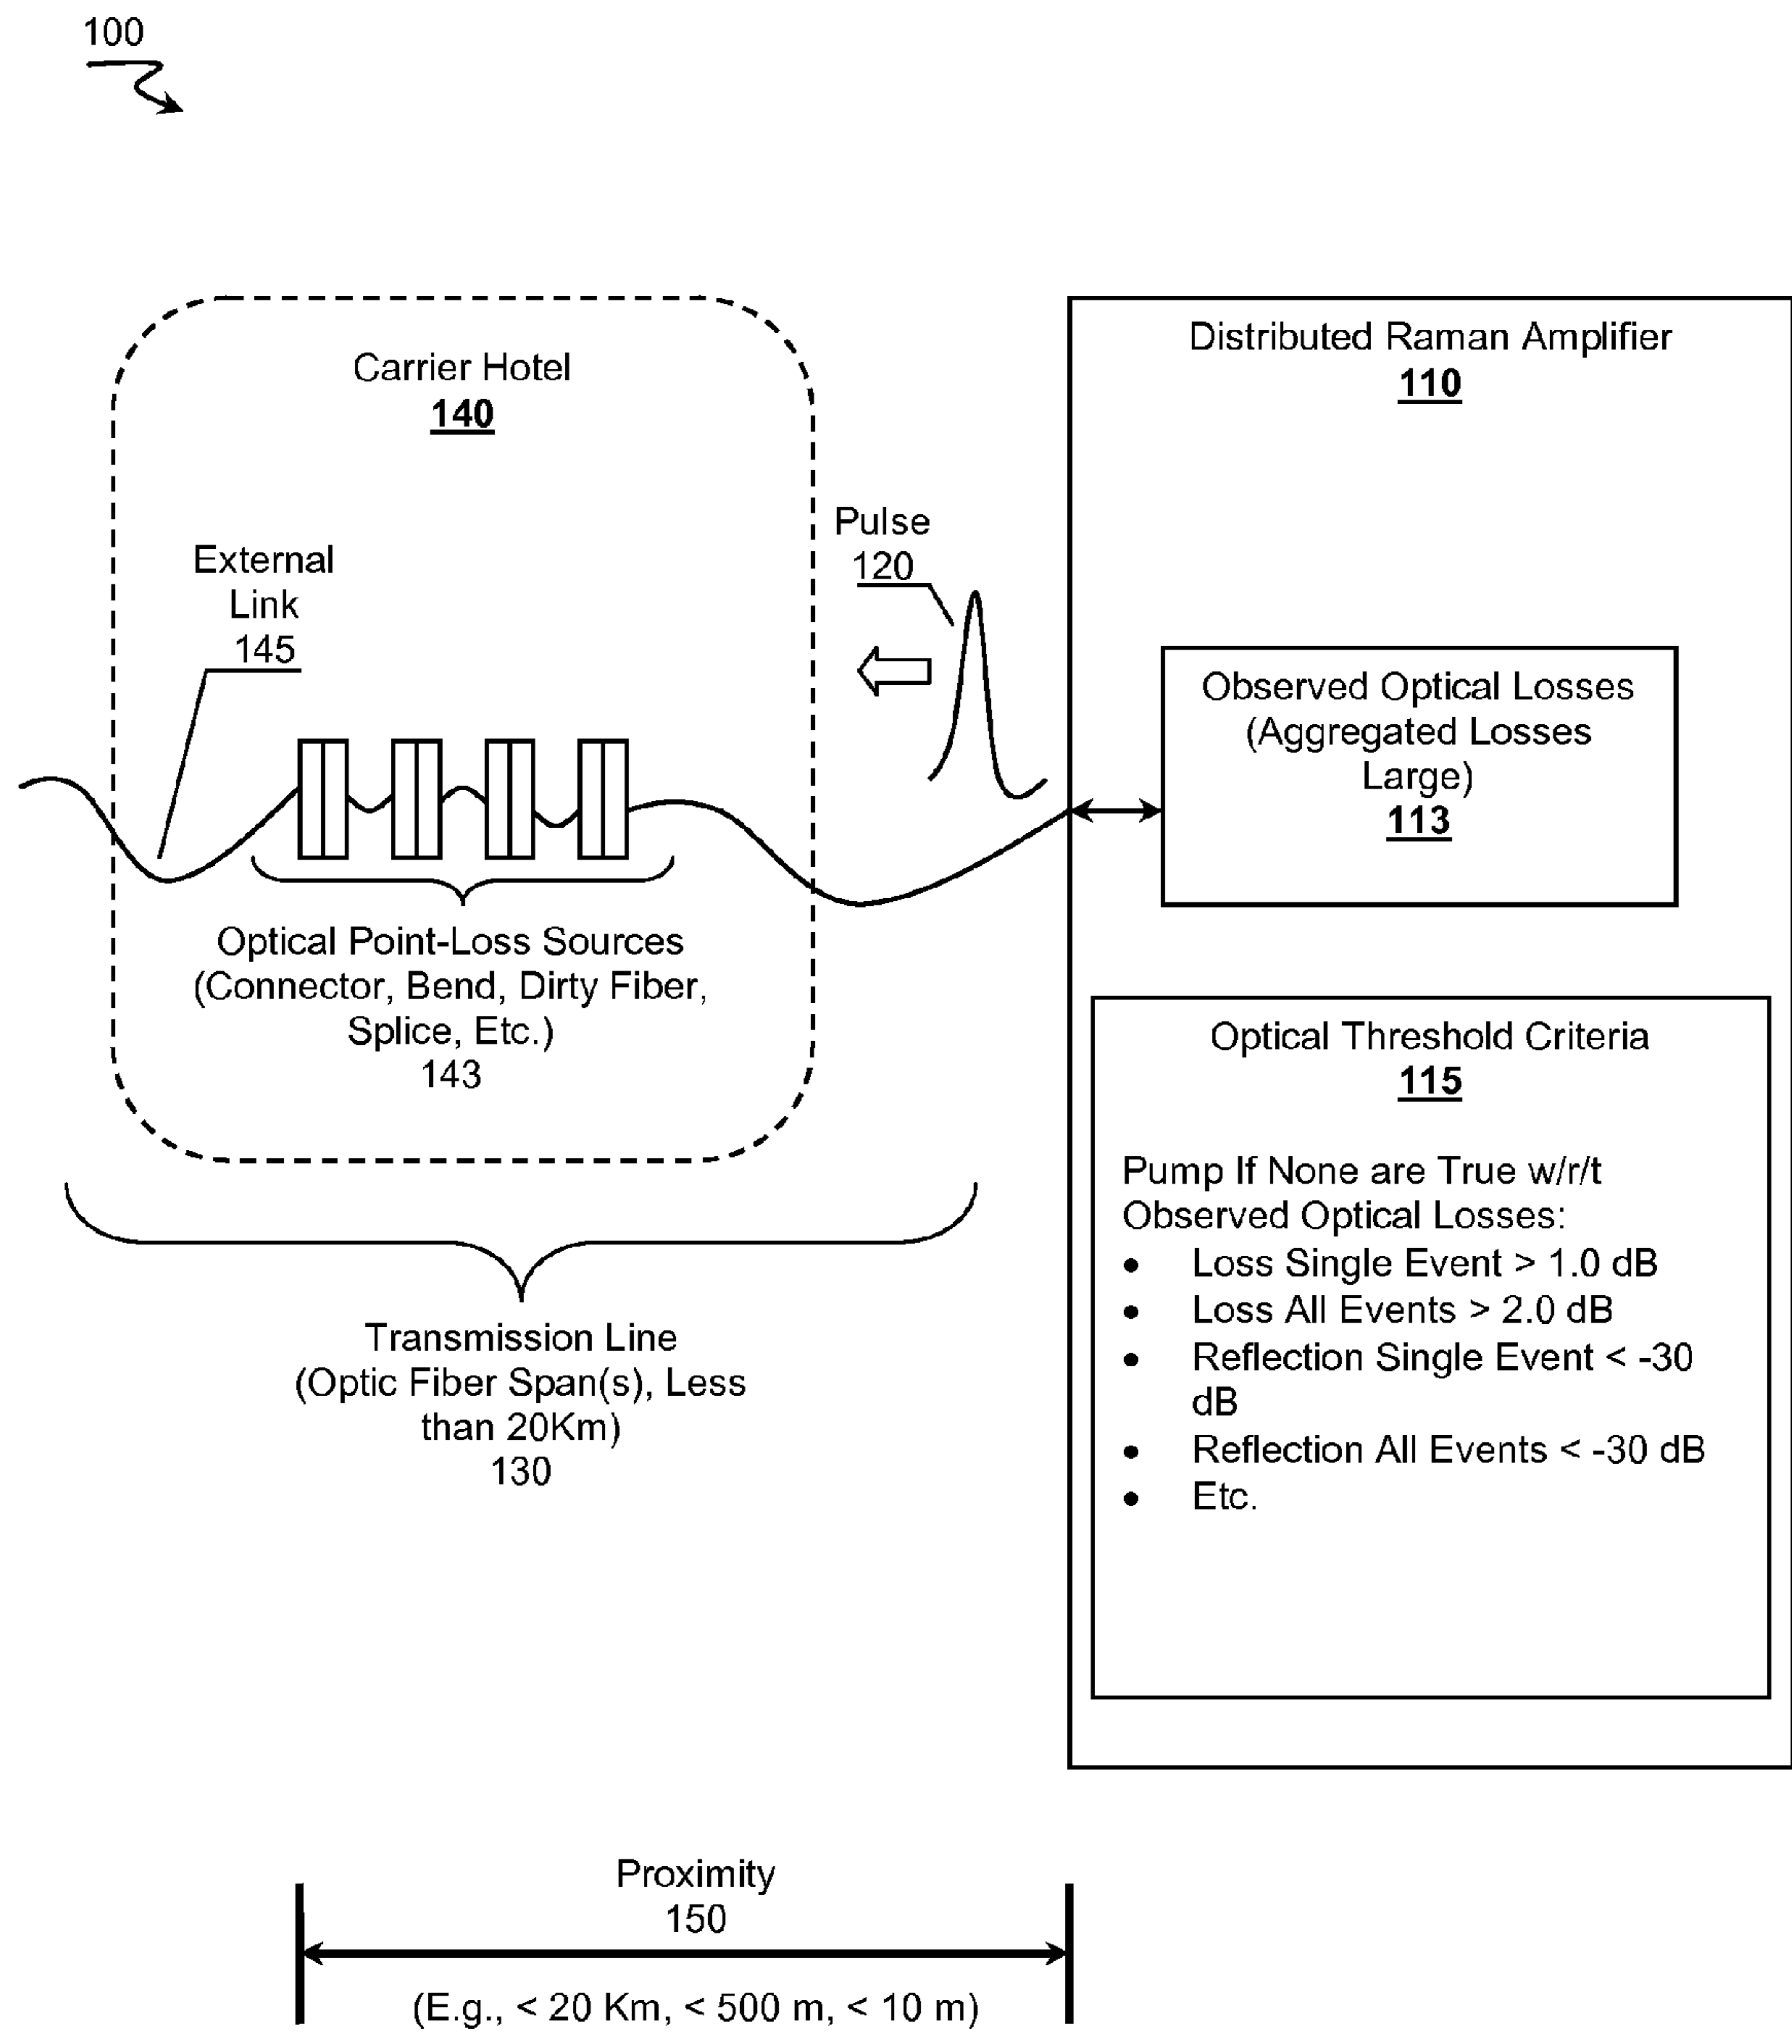 100
Carrier Hotel
140
External
Link
145
Pulse
120
Optical Point-Loss Sources
(Connector, Bend, Dirty Fiber,
Splice, Etc.)
143
Transmission Line
(Optic Fiber Span(s), Less
than 20Km)
130
Distributed Raman Amplifier
110
Observed Optical Losses
(Aggregated Losses
Large)
113
Optical Threshold Criteria
115
Pump If None are True w/r/t
Observed Optical Losses:
• Loss Single Event > 1.0 dB
• Loss All Events > 2.0 dB
• Reflection Single Event < -30
dB
• Reflection All Events < -30 dB
• Etc.
Proximity
150
(E.g., < 20 Km, < 500 m, < 10 m)